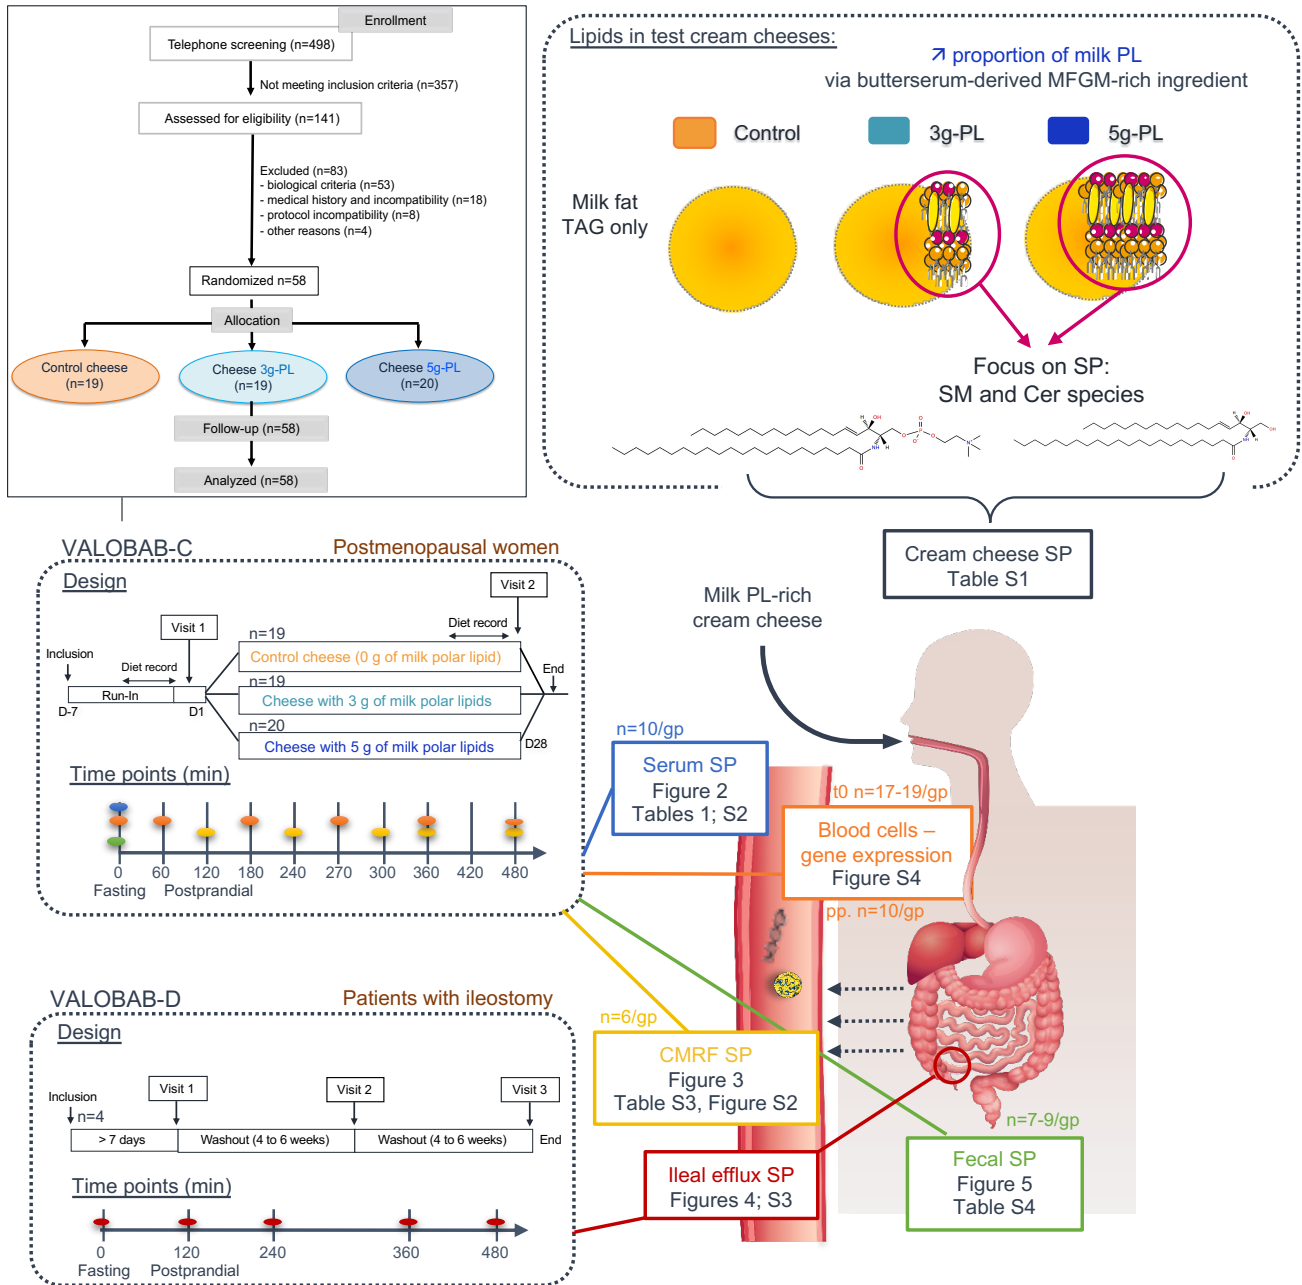 Enrollment
Telephone screening (n=498)
Not meeting inclusion criteria (n=357)
Assessed for eligibility (n=141)
Excluded (n=83)
- biological criteria (n=53)
- medical history and incompatibility (n=18)
- protocol incompatibility (n=8)
- other reasons (n=4)
Randomized n=58
Allocation
Control cheese
(n=19)
Cheese 3g-PL
(n=19)
Cheese 5g-PL
(n=20)
Follow-up (n=58)
Analyzed (n=58)
Lipids in test cream cheeses:
↗ proportion of milk PL
via butterserum-derived MFGM-rich ingredient
Control
3g-PL
5g-PL
Milk fat
TAG only
Focus on SP:
SM and Cer species
H
OH
O
O
P
O
O⁻
N⁺
NH
H
O
H
OH
OH
NH
H
O
Cream cheese SP
Table S1
VALOBAB-C
Postmenopausal women
Design
Visit 2
Visit 1
Diet record
n=19
Inclusion
Diet record
Control cheese (0 g of milk polar lipid)
End
n=19
Run-In
Cheese with 3 g of milk polar lipids
D-7
D1
n=20
Cheese with 5 g of milk polar lipids
D28
Time points (min)
0
60
120
180
240
270
300
360
420
480
Fasting
Postprandial
Milk PL-rich
cream cheese
n=10/gp
Serum SP
Figure 2
Tables 1; S2
t0 n=17-19/gp
Blood cells –
gene expression
Figure S4
pp. n=10/gp
n=6/gp
CMRF SP
Figure 3
Table S3, Figure S2
n=7-9/gp
Fecal SP
Figure 5
Table S4
Ileal efflux SP
Figures 4; S3
VALOBAB-D
Patients with ileostomy
Design
Visit 1
Visit 2
Visit 3
Inclusion
n=4
> 7 days
Washout (4 to 6 weeks)
Washout (4 to 6 weeks)
End
Time points (min)
0
120
240
360
480
Fasting
Postprandial